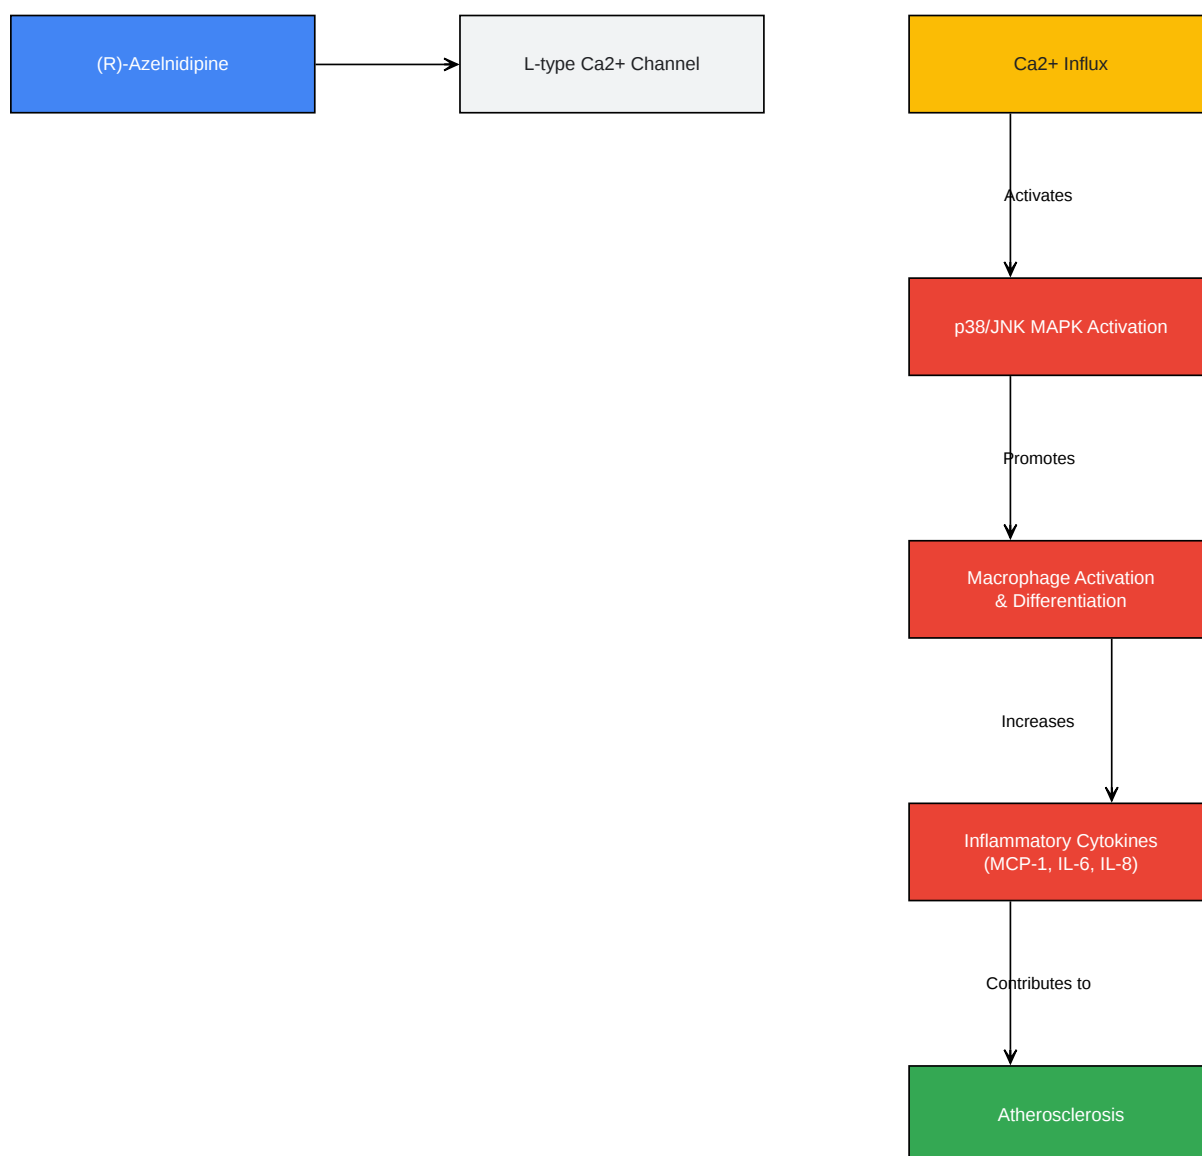 (R)-Azelnidipine
L-type Ca2+ Channel
Ca2+ Influx
Activates
p38/JNK MAPK Activation
Promotes
Macrophage Activation
& Differentiation
Increases
Inflammatory Cytokines
(MCP-1, IL-6, IL-8)
Contributes to
Atherosclerosis